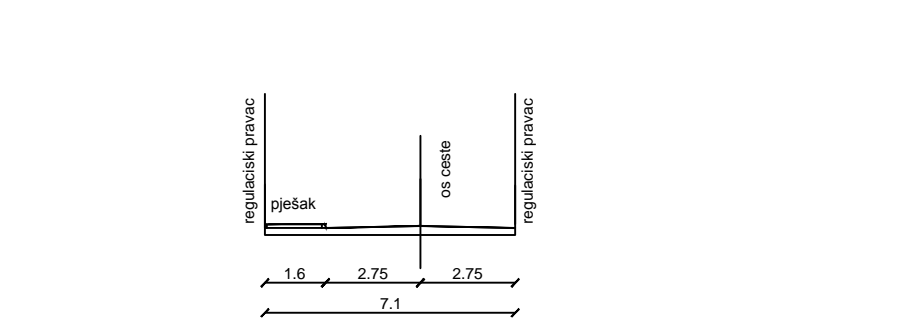 regulaciski pravac
pješak
os ceste
regulaciski pravac
1.6
2.75
2.75
7.1